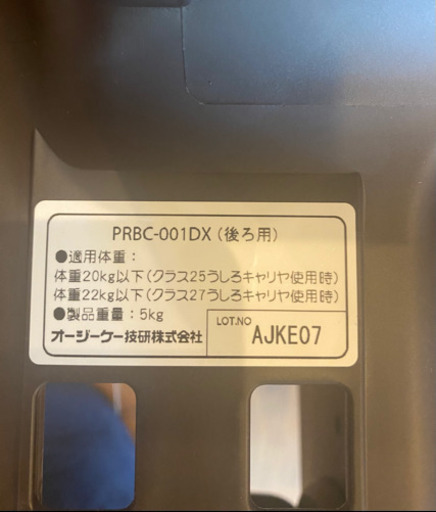 PRBC-001DX(後ろ用)
●適用体重：
体重20kg以下(クラス25うしろキャリヤ使用時)
体重22kg以下(クラス27うしろキャリヤ使用時)
●製品重量：5kg
オージーケー技研株式会社
LOT.NO
AJKE07